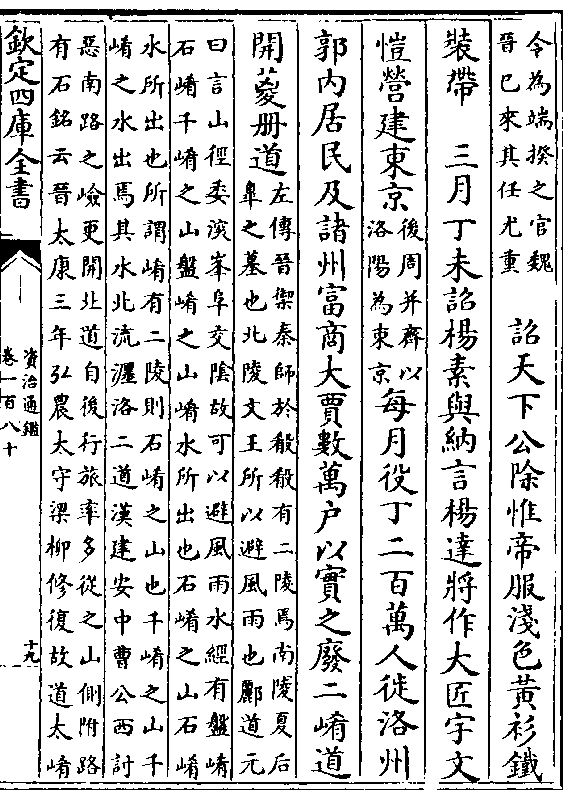 令為端揆之官魏
晉已來其任尤重
詔天下公除惟帝服淺色黃衫鐵
裝帶　三月丁未詔楊素與納言楊達將作大匠宇文
愷營建東京
後周并齊以
洛陽為東京
每月役丁二百萬人徙洛州
郭內居民及諸州富商大賈數萬户以實之廢二崤道
開葼册道
左傳晉禦秦師於殽殽有二陵焉南陵夏后
臯之墓也北陵文王所以避風雨也酈道元
曰言山徑委深峯阜交陰故可以避風雨水經有盤崤
石崤千崤之山盤崤之山崤水所出也石崤之山石崤
水所出也所謂崤有二陵則石崤之山也千崤之山千
崤之水出焉其水北流瀍洛二道漢建安中曹公西討
惡南路之嶮更開北道自後行旅率多從之山側附路
有石銘云晉太康三年弘農太守梁柳修復故道太崤
欽定四庫全書
資治通鑑
卷一百八十
十九